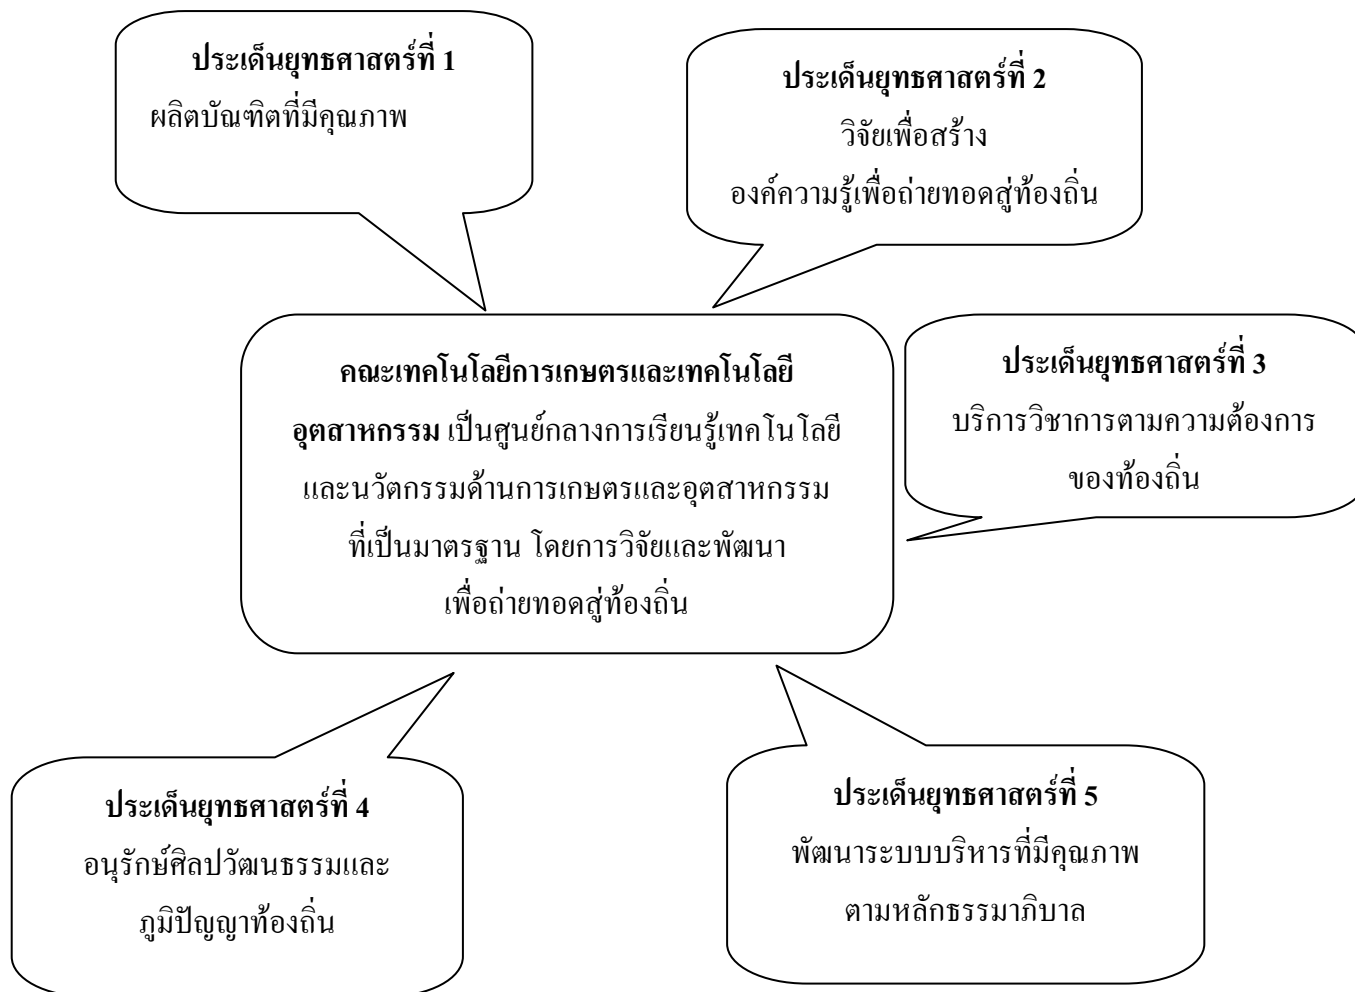 ประเด็นยุทธศาสตร์ที่ 1
ผลิตบัณฑิตที่มีคุณภาพ
ประเด็นยุทธศาสตร์ที่ 2
วิจัยเพื่อสร้าง
องค์ความรู้เพื่อถ่ายทอดสู่ท้องถิ่น
คณะเทคโนโลยีการเกษตรและเทคโนโลยี
อุตสาหกรรม เป็นศูนย์กลางการเรียนรู้เทคโนโลยี
และนวัตกรรมด้านการเกษตรและอุตสาหกรรม
ที่เป็นมาตรฐาน โดยการวิจัยและพัฒนา
เพื่อถ่ายทอดสู่ท้องถิ่น
ประเด็นยุทธศาสตร์ที่ 3
บริการวิชาการตามความต้องการ
ของท้องถิ่น
ประเด็นยุทธศาสตร์ที่ 4
อนุรักษ์ศิลปวัฒนธรรมและ
ภูมิปัญญาท้องถิ่น
ประเด็นยุทธศาสตร์ที่ 5
พัฒนาระบบบริหารที่มีคุณภาพ
ตามหลักธรรมาภิบาล